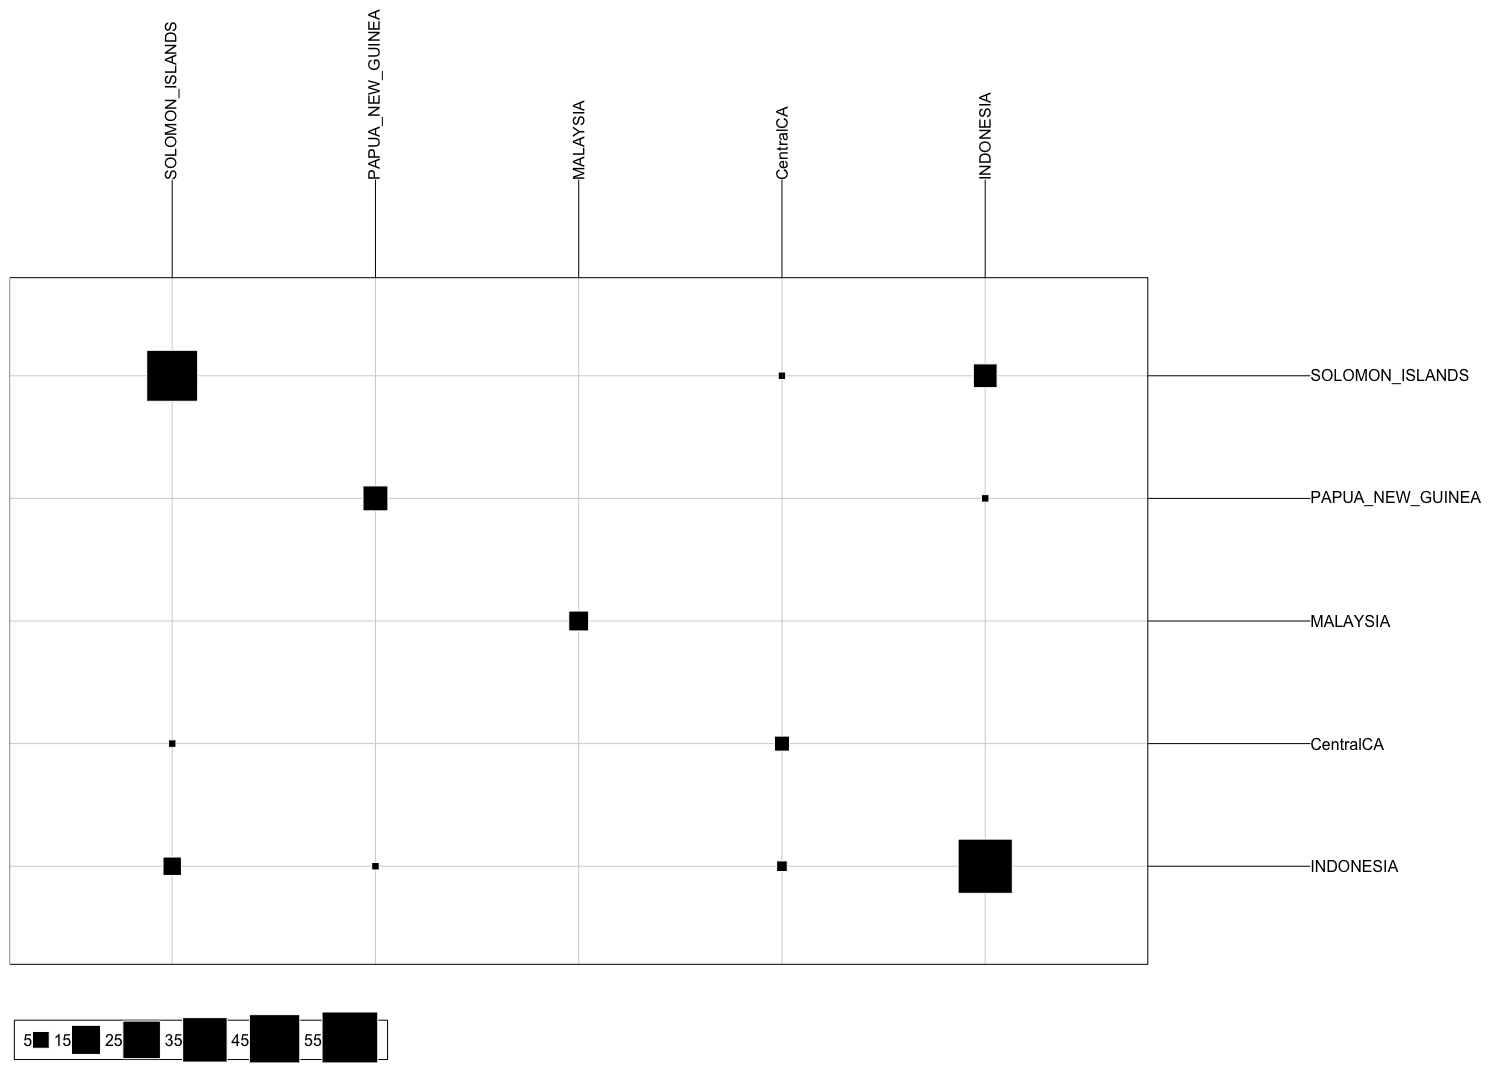 SOLOMON_ISLANDS
PAPUA_NEW_GUINEA
MALAYSIA
CentralCA
INDONESIA
SOLOMON_ISLANDS
PAPUA_NEW_GUINEA
MALAYSIA
CentralCA
INDONESIA
5 15 25 35 45 55